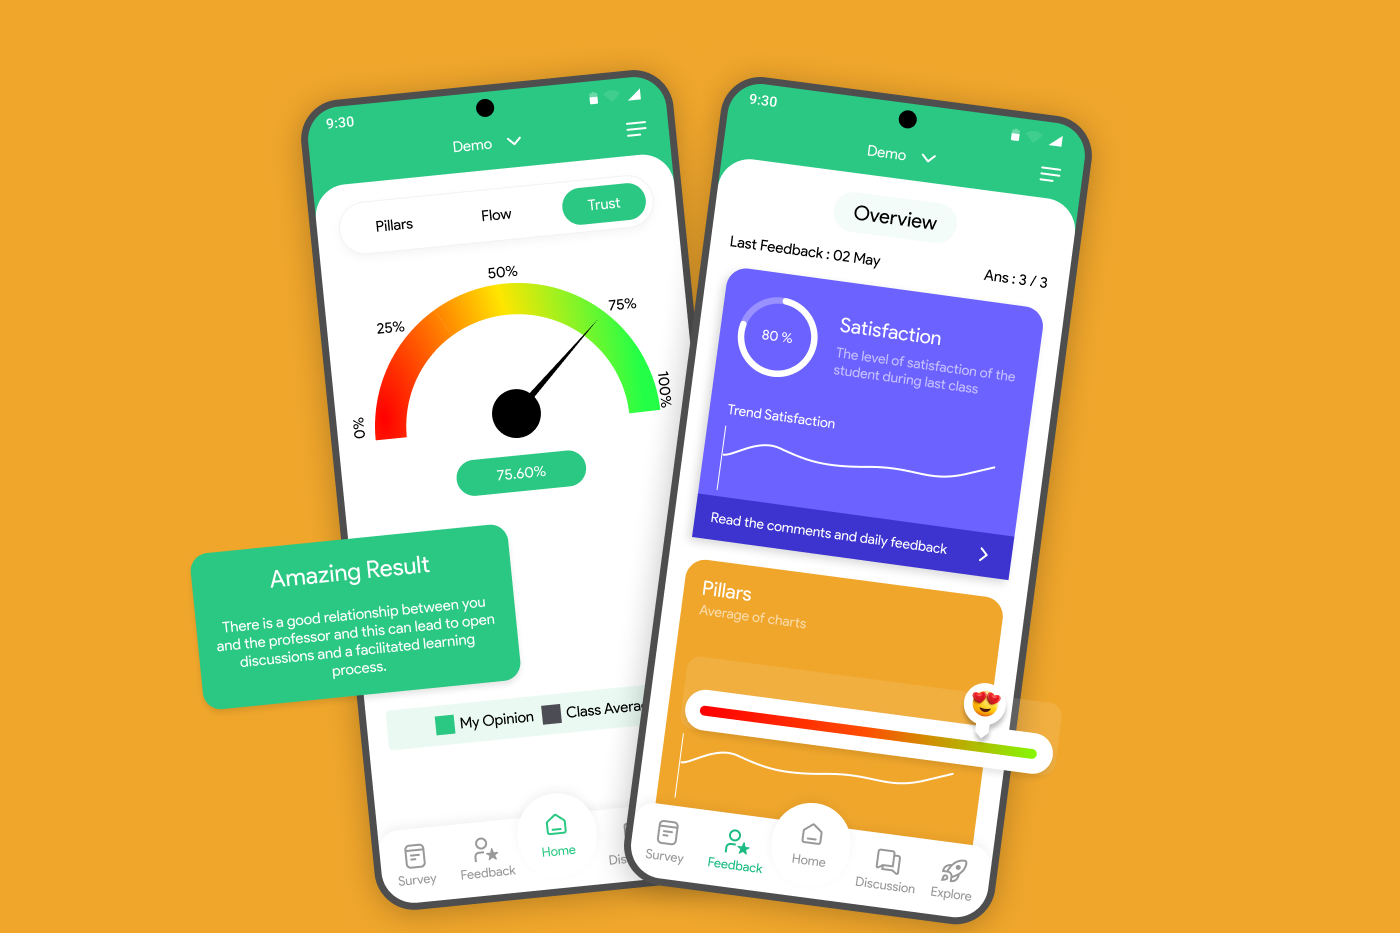 9:30
Demo
Pillars
Flow
Trust
0%
25%
50%
75%
100%
75.60%
Amazing Result
There is a good relationship between you
and the professor and this can lead to open
discussions and a facilitated learning
process.
My Opinion
Class Avera
Survey
Feedback
Home
Dis
9:30
Demo
Overview
Last Feedback : 02 May
Ans : 3 / 3
80 %
Satisfaction
The level of satisfaction of the
student during last class
Trend Satisfaction
Read the comments and daily feedback
Pillars
Average of charts
Survey
Feedback
Home
Discussion
Explore